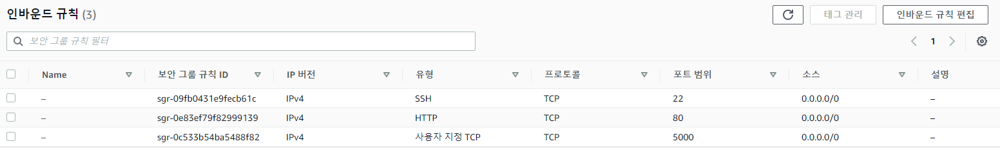 인바운드 규칙 (3) 태그 관리 인바운드 규칙 편집
보안 그룹 규칙 필터 1
Name 보안 그룹 규칙 ID IP 버전 유형 프로토콜 포트 범위 소스 설명
– sgr-09fb0431e9fecb61c IPv4 SSH TCP 22 0.0.0.0/0 –
– sgr-0e83ef79f82999139 IPv4 HTTP TCP 80 0.0.0.0/0 –
– sgr-0c533b54ba5488f82 IPv4 사용자 지정 TCP TCP 5000 0.0.0.0/0 –